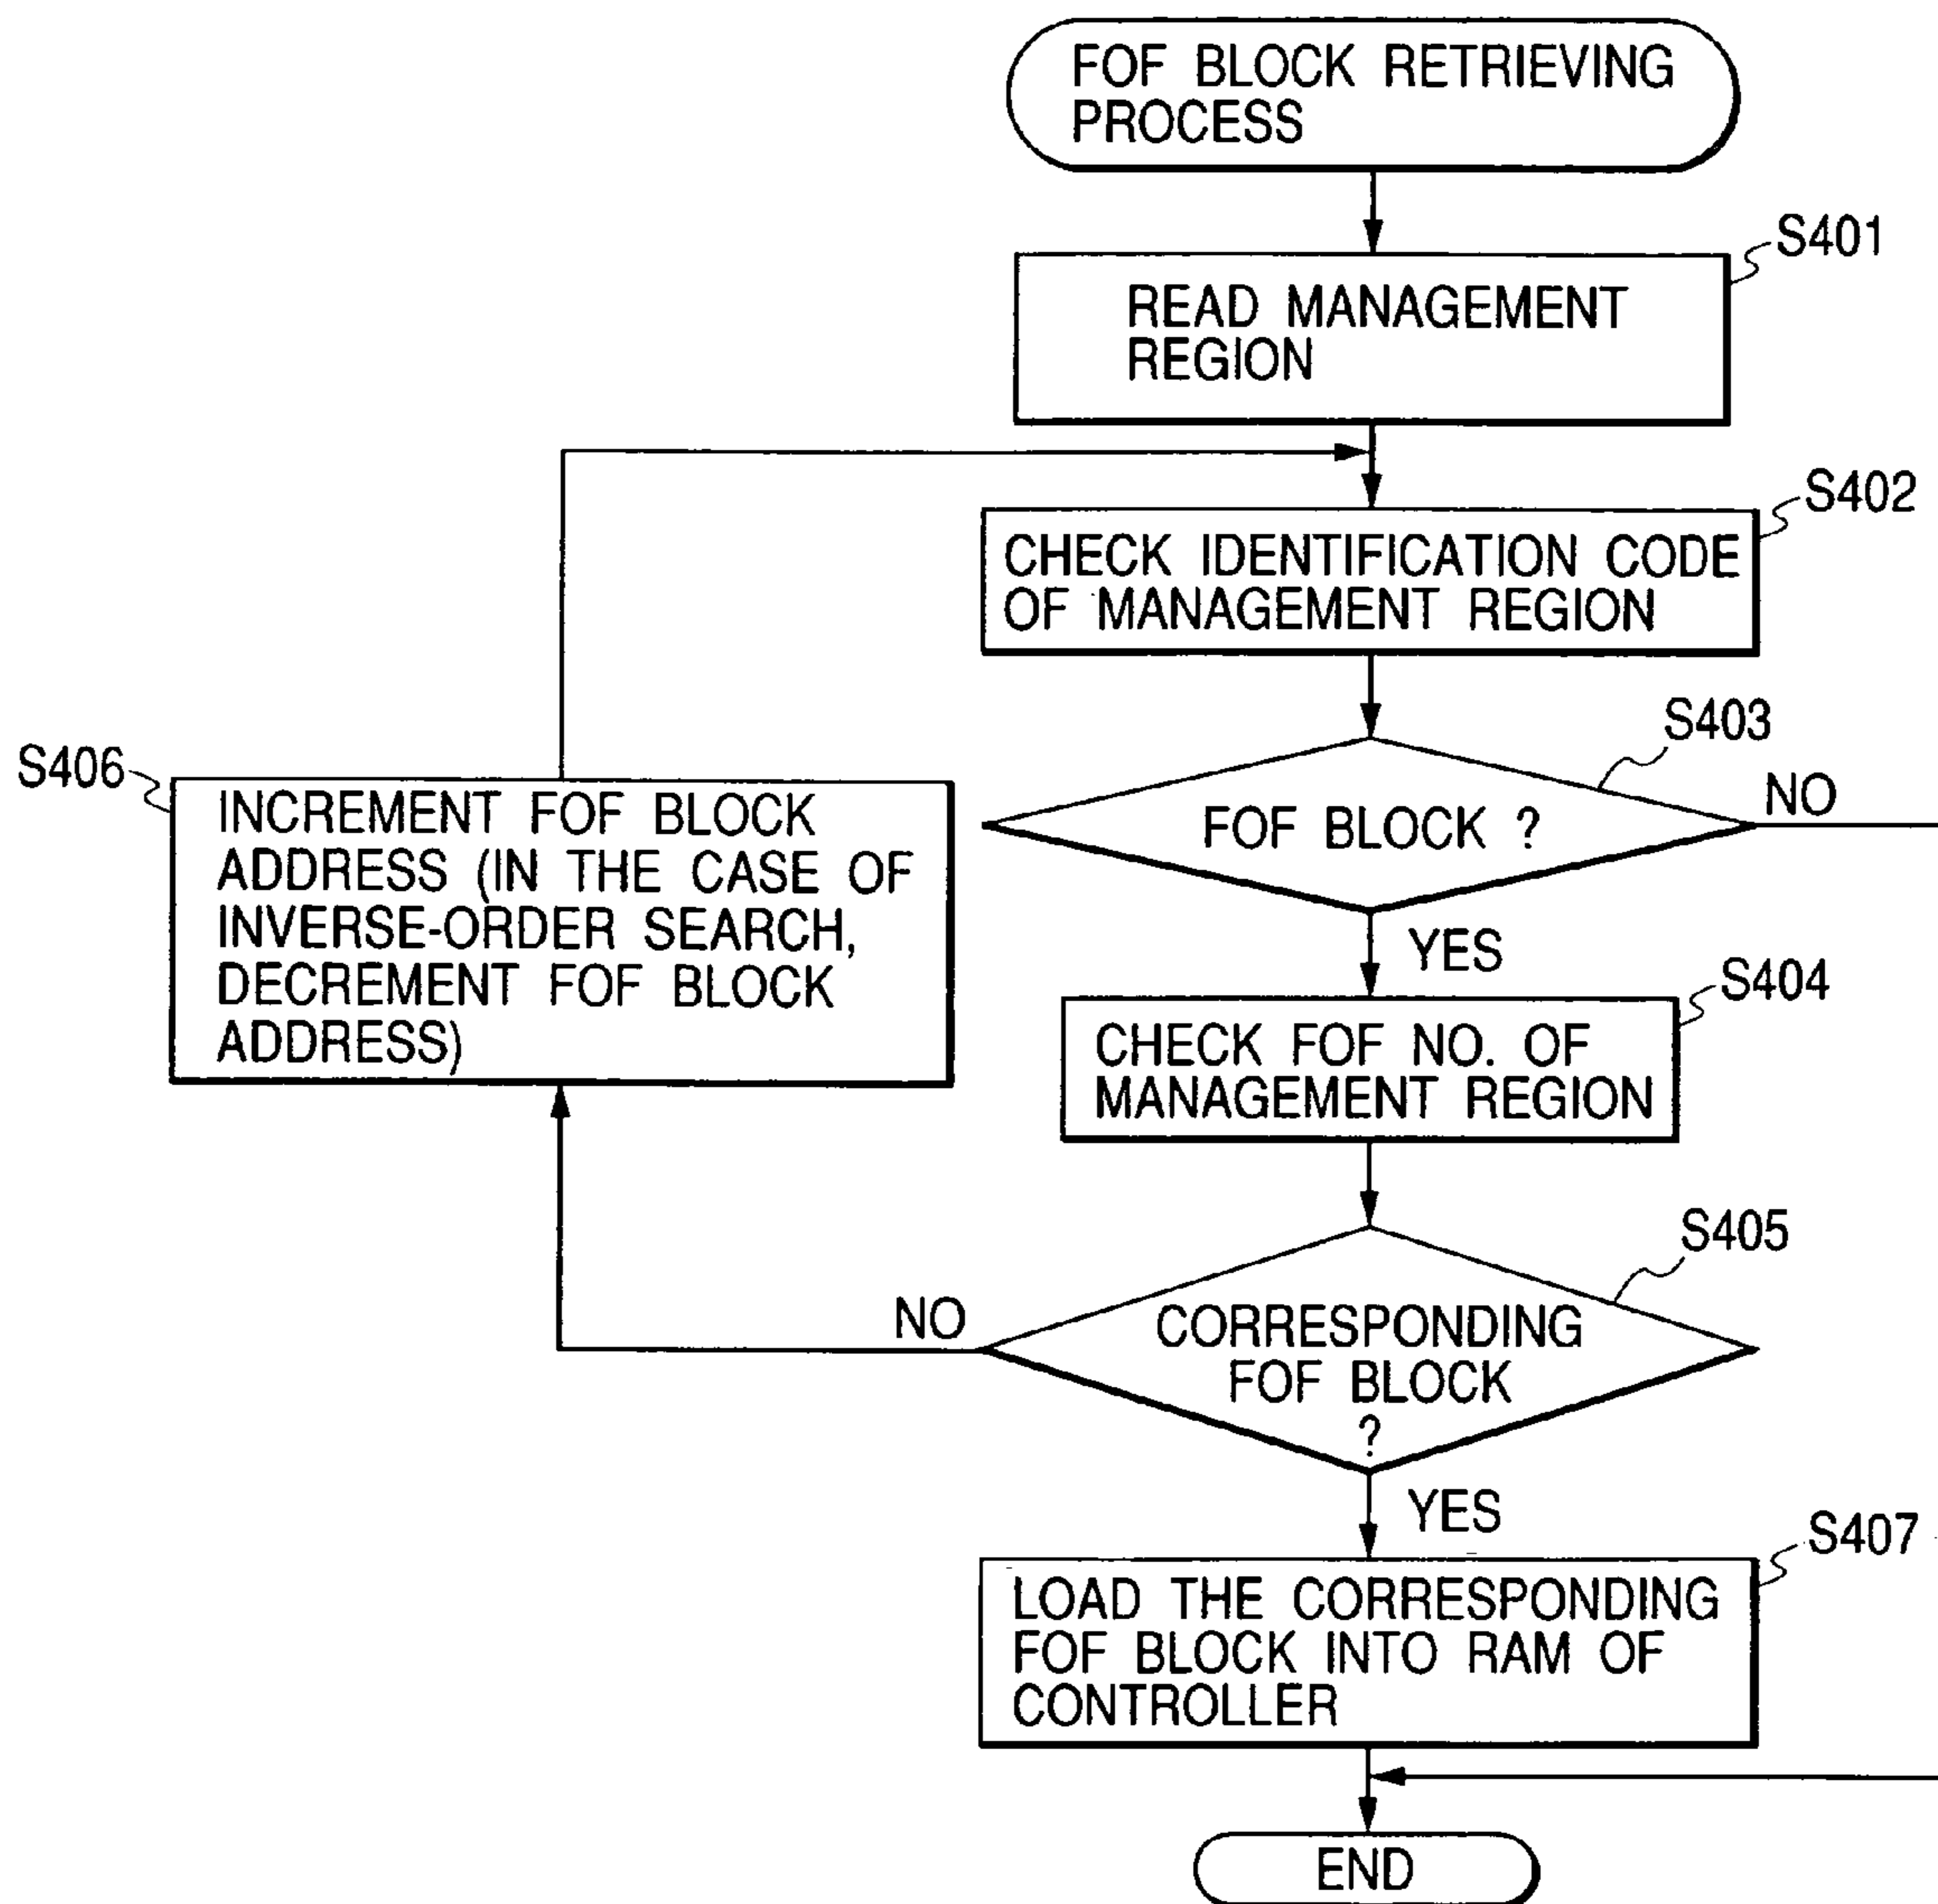 FOF BLOCK RETRIEVING
PROCESS
S401
READ MANAGEMENT
REGION
S402
CHECK IDENTIFICATION CODE
OF MANAGEMENT REGION
S403
FOF BLOCK ?
NO
YES
S406
INCREMENT FOF BLOCK
ADDRESS (IN THE CASE OF
INVERSE-ORDER SEARCH,
DECREMENT FOF BLOCK
ADDRESS)
S404
CHECK FOF NO. OF
MANAGEMENT REGION
S405
CORRESPONDING
FOF BLOCK
?
NO
YES
S407
LOAD THE CORRESPONDING
FOF BLOCK INTO RAM OF
CONTROLLER
END